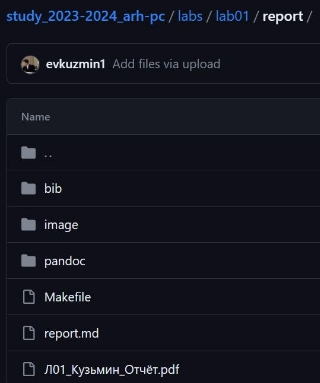 study_2023-2024_arh-pc / labs / lab01 / report /
evkuzmin1 Add files via upload
Name
..
bib
image
pandoc
Makefile
report.md
Л01_Кузьмин_Отчёт.pdf